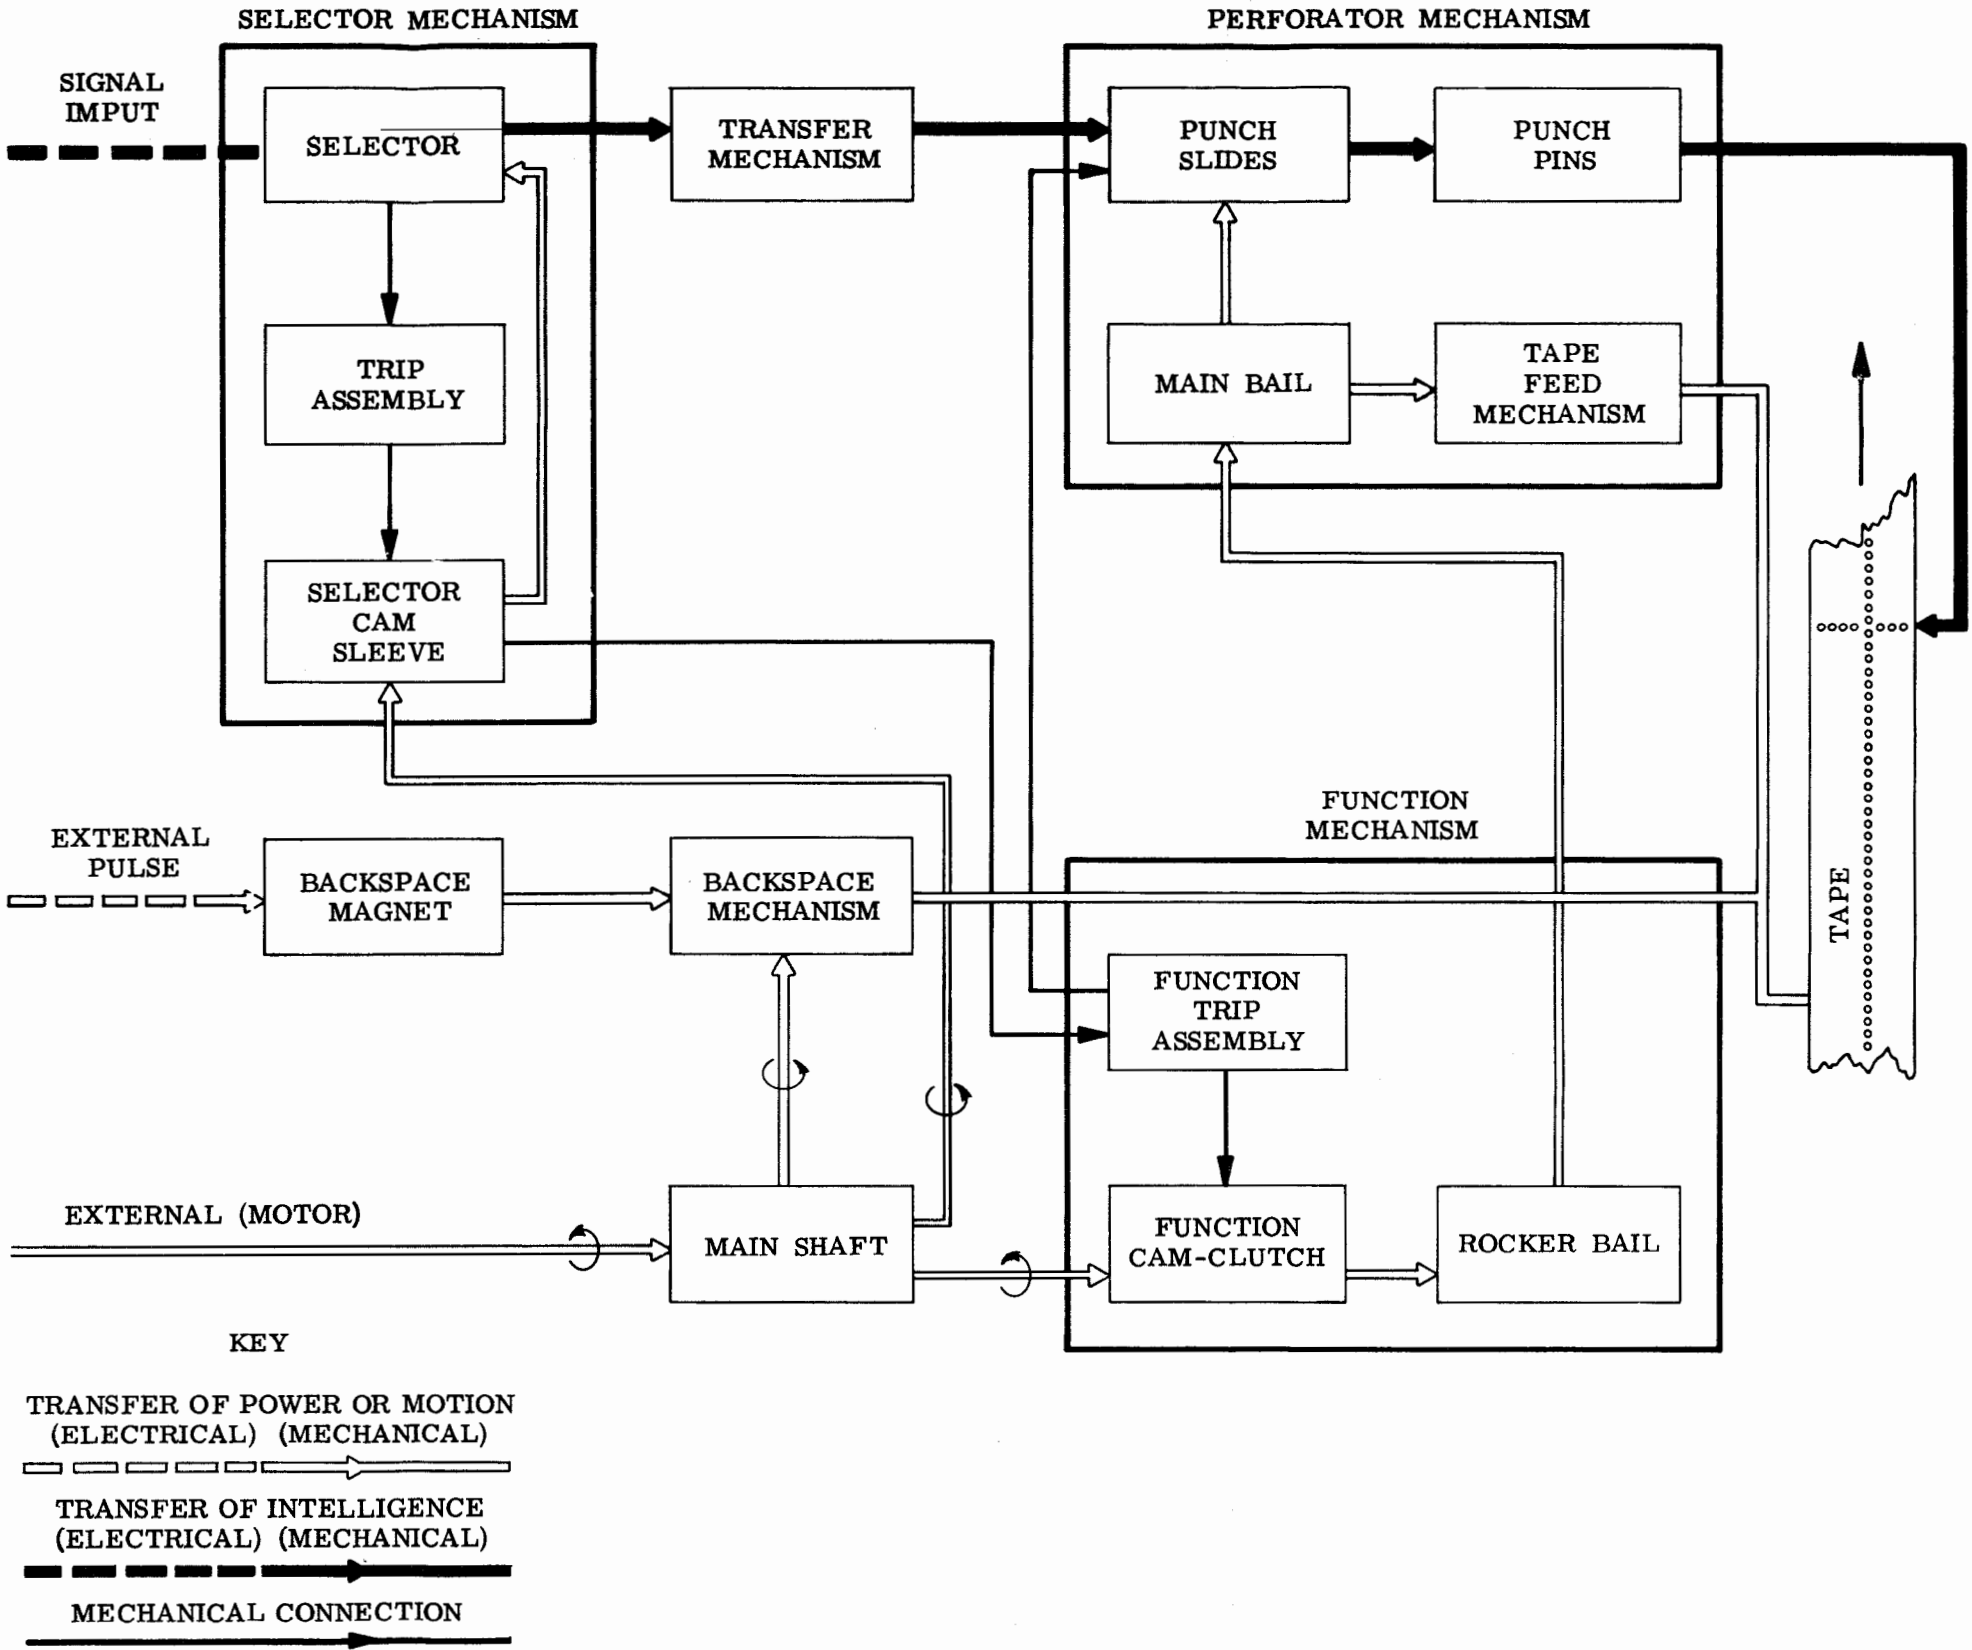 SELECTOR MECHANISM
PERFORATOR MECHANISM
SIGNAL
IMPUT
SELECTOR
TRANSFER
MECHANISM
PUNCH
SLIDES
PUNCH
PINS
TRIP
ASSEMBLY
MAIN BAIL
TAPE
FEED
MECHANISM
SELECTOR
CAM
SLEEVE
FUNCTION
MECHANISM
EXTERNAL
PULSE
BACKSPACE
MAGNET
BACKSPACE
MECHANISM
TAPE
FUNCTION
TRIP
ASSEMBLY
EXTERNAL (MOTOR)
MAIN SHAFT
FUNCTION
CAM-CLUTCH
ROCKER BAIL
KEY
TRANSFER OF POWER OR MOTION
(ELECTRICAL) (MECHANICAL)
TRANSFER OF INTELLIGENCE
(ELECTRICAL) (MECHANICAL)
MECHANICAL CONNECTION